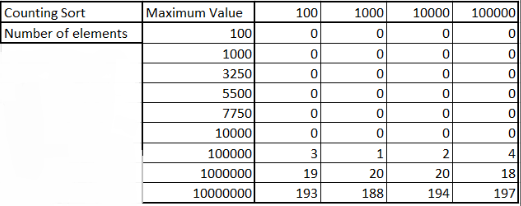 Counting Sort Maximum Value 100 1000 10000 100000
Number of elements 100 0 0 0 0
1000 0 0 0 0
3250 0 0 0 0
5500 0 0 0 0
7750 0 0 0 0
10000 0 0 0 0
100000 3 1 2 4
1000000 19 20 20 18
10000000 193 188 194 197